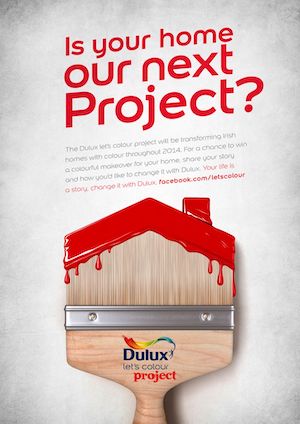 Is your home
our next
Project?
The Dulux let's colour project will be transforming Irish
homes with colour throughout 2014. For a chance to win
a colourful makeover for your home, share your story
and how you'd like to change it with Dulux. Your life is
a story, change it with Dulux. facebook.com/letscolour
Dulux
let's colour
project